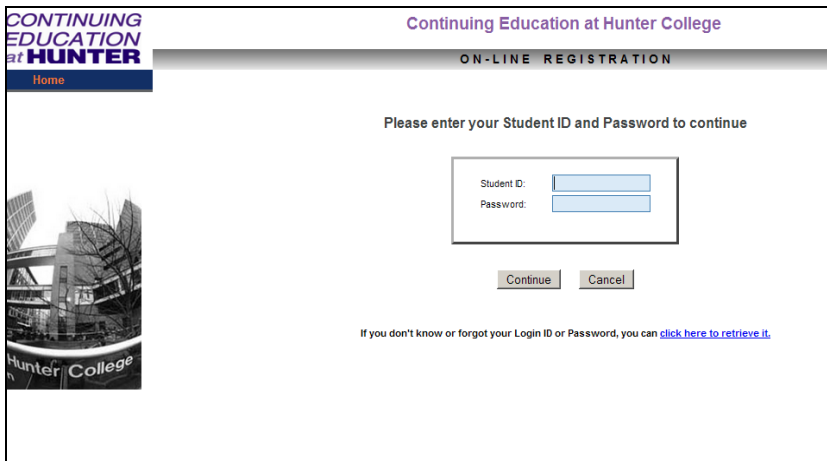 CONTINUING
EDUCATION
at HUNTER
Home
Continuing Education at Hunter College
ON-LINE REGISTRATION
Please enter your Student ID and Password to continue
Student ID:
Password:
Continue Cancel
If you don't know or forgot your Login ID or Password, you can click here to retrieve it.
Hunter College
n